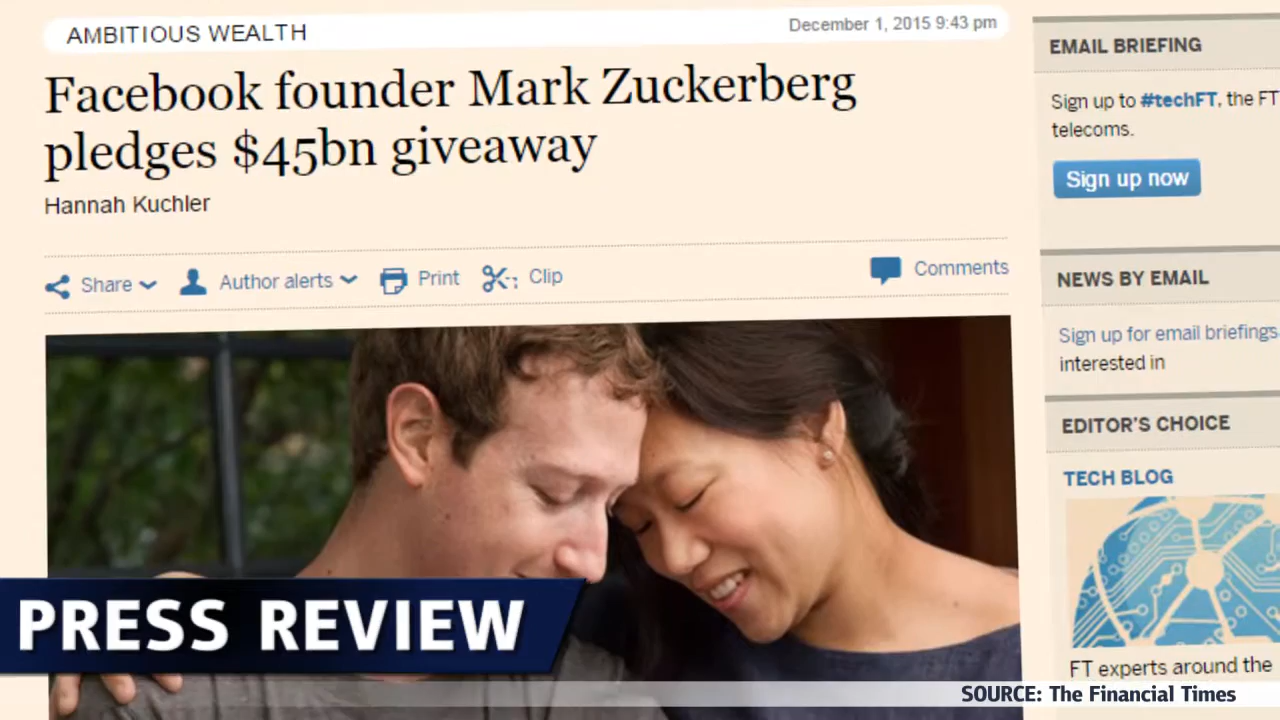 AMBITIOUS WEALTH
December 1, 2015 9:43 pm
Facebook founder Mark Zuckerberg
pledges $45bn giveaway
Hannah Kuchler
Share
Author alerts
Print
Clip
Comments
EMAIL BRIEFING
Sign up to #techFT, the FT
telecoms.
Sign up now
NEWS BY EMAIL
Sign up for email briefings
interested in
EDITOR'S CHOICE
TECH BLOG
FT experts around the
PRESS REVIEW
SOURCE: The Financial Times